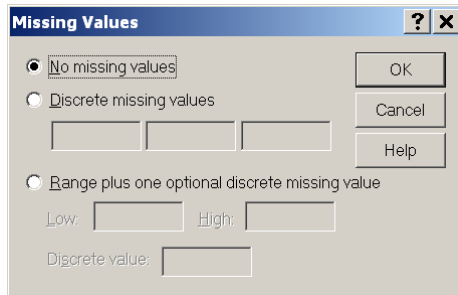 Missing Values
No missing values
OK
Discrete missing values
Cancel
Help
Range plus one optional discrete missing value
Low: High:
Discrete value: